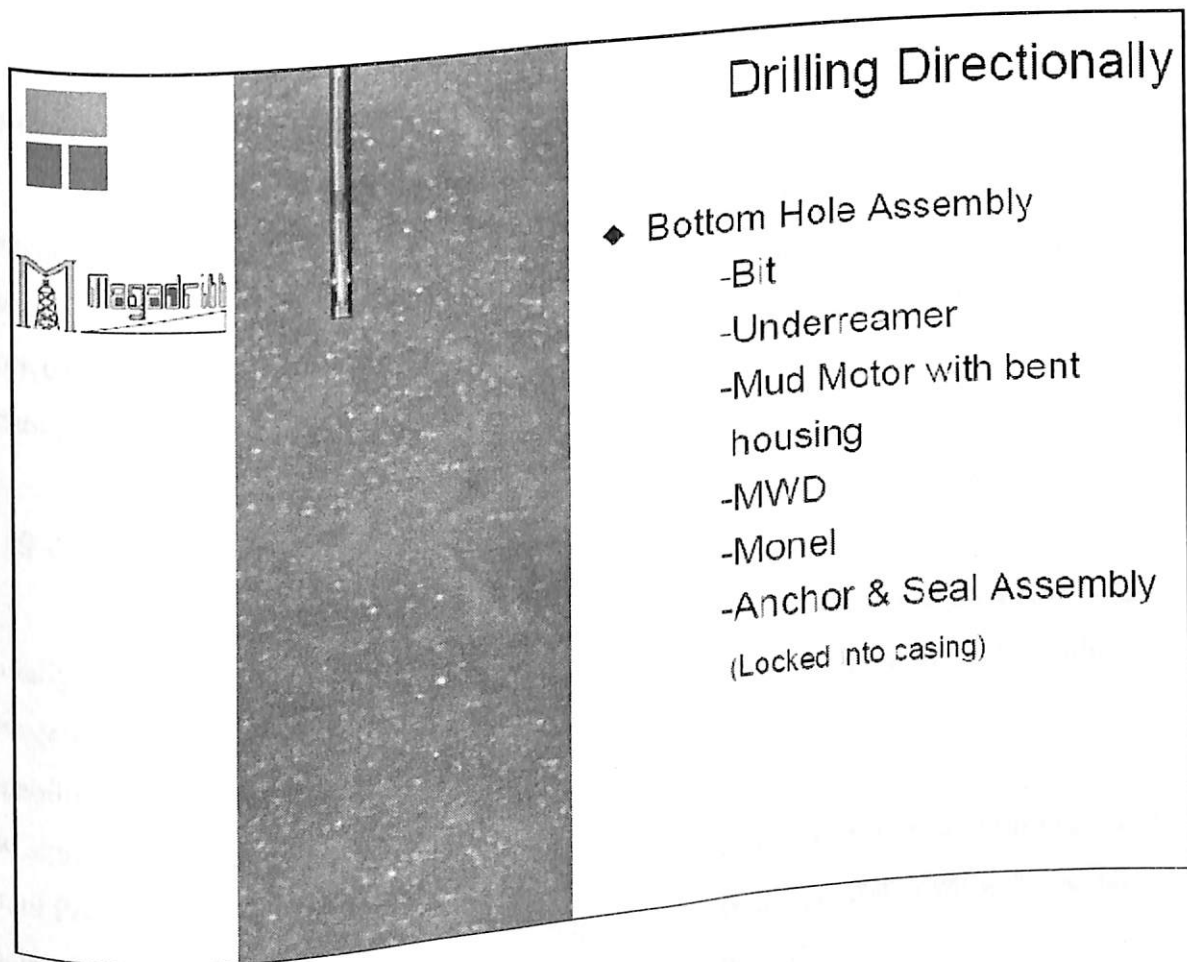 Drilling Directionally
Magadrill
◆ Bottom Hole Assembly
-Bit
-Underreamer
-Mud Motor with bent
housing
-MWD
-Monel
-Anchor & Seal Assembly
(Locked into casing)